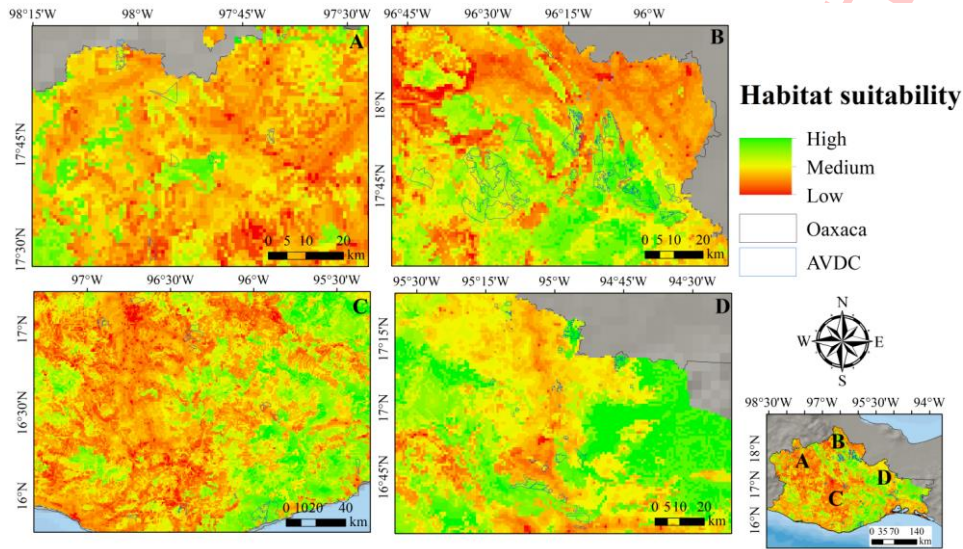 98°15'W 98°W 97°45'W 97°30'W
A
17°45'N
17°30'N
0 5 10 20
km
96°45'W 96°30'W 96°15'W 96°W
B
18°N
17°45'N
0 5 10 20
km
97°W 96°30'W 96°W
C
17°N
16°30'N
16°N
0 10 20 40
km
95°30'W 95°15'W 95°W 94°45'W 94°30'W
D
17°15'N
17°N
16°45'N
0 5 10 20
km
Habitat suitability
High
Medium
Low
Oaxaca
AVDC
N
W E
S
98°30'W 97°W 95°30'W 94°W
18°N
17°N
16°N
A
B
C
D
0 35 70 140
km